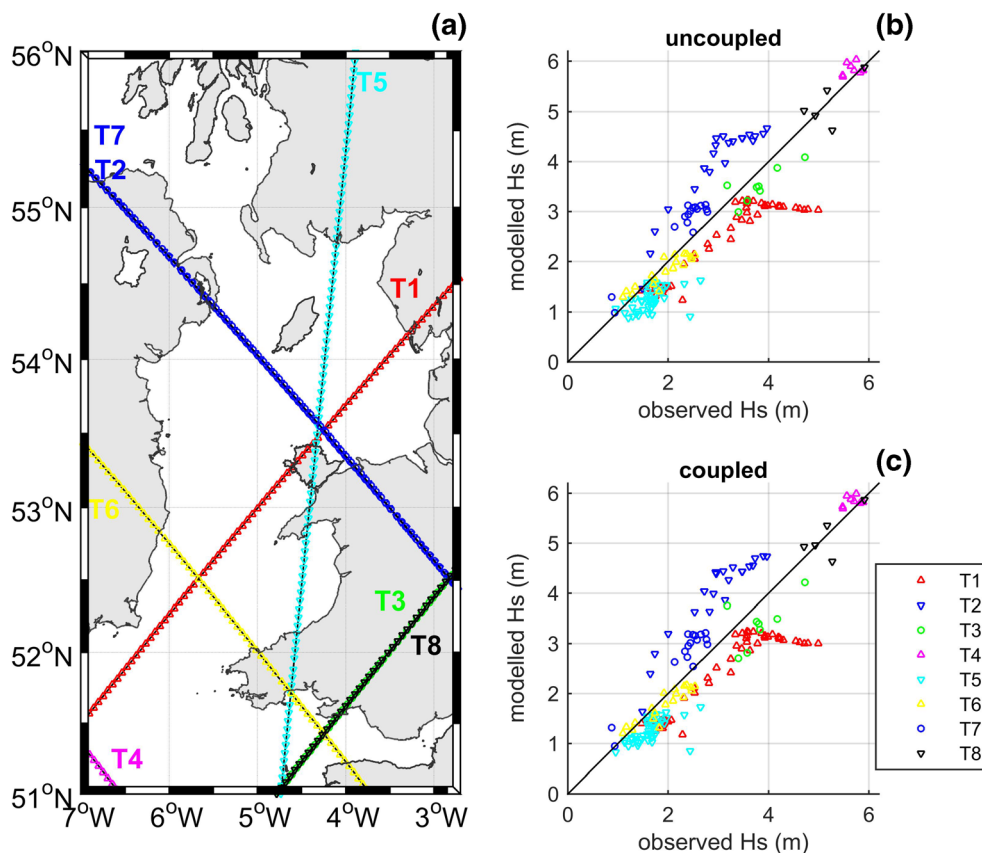 (a)
56°N
55°N
54°N
53°N
52°N
51°N
7°W
6°W
5°W
4°W
3°W
T5
T7
T2
T1
T6
T3
T8
T4
(b)
uncoupled
modelled Hs (m)
6
5
4
3
2
1
0
0
2
4
6
observed Hs (m)
(c)
coupled
modelled Hs (m)
6
5
4
3
2
1
0
0
2
4
6
observed Hs (m)
T1
T2
T3
T4
T5
T6
T7
T8